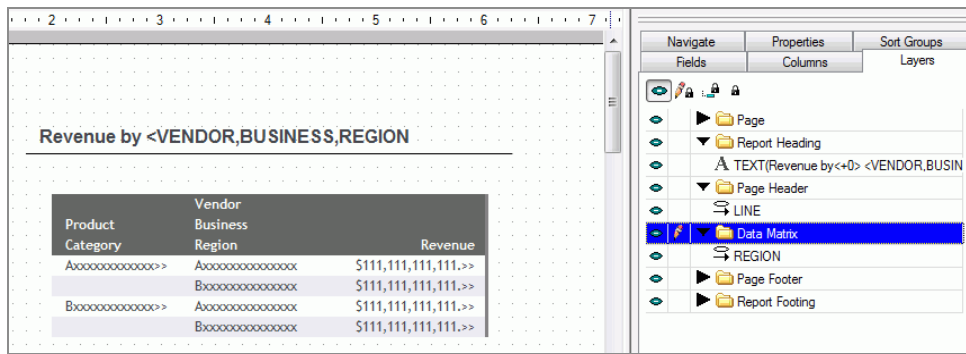 2 3 4 5 6 7
Navigate Properties Sort Groups
Fields Columns Layers
Revenue by <VENDOR,BUSINESS,REGION
Vendor
Product Business
Category Region Revenue
Axxxxxxxxxxxxx>> Axxxxxxxxxxxxxx $111,111,111,111.>>
Bxxxxxxxxxxxxxx $111,111,111,111.>>
Bxxxxxxxxxxxxx>> Axxxxxxxxxxxxxx $111,111,111,111.>>
Bxxxxxxxxxxxxxx $111,111,111,111.>>
Page
Report Heading
A TEXT(Revenue by<+0> <VENDOR,BUSIN
Page Header
LINE
Data Matrix
REGION
Page Footer
Report Footing